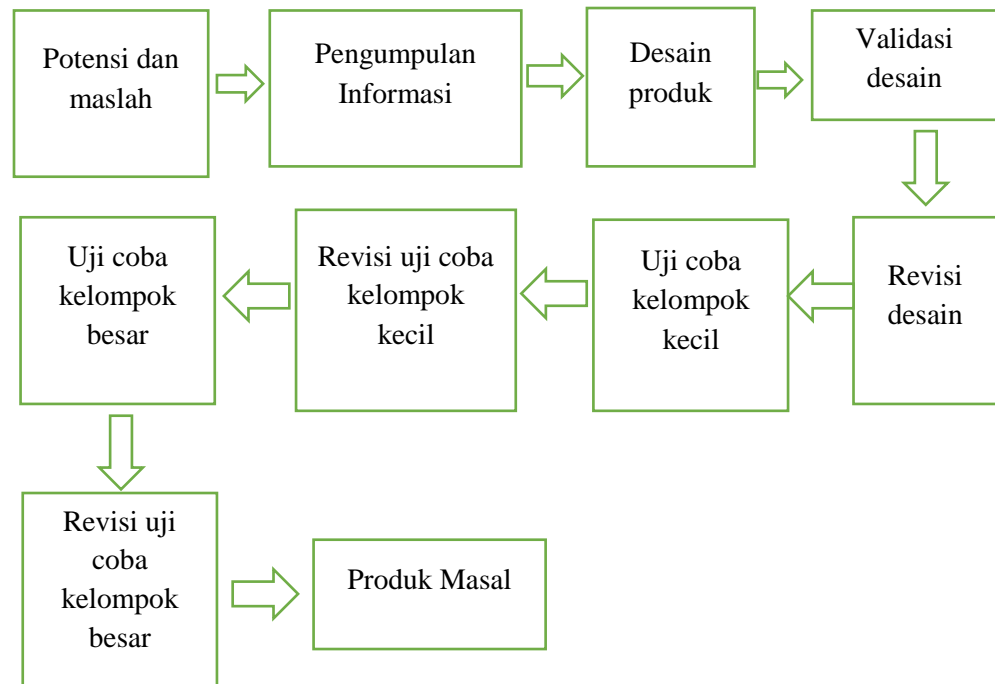 Potensi dan
maslah
Pengumpulan
Informasi
Desain
produk
Validasi
desain
Revisi
desain
Uji coba
kelompok
kecil
Revisi uji coba
kelompok
kecil
Uji coba
kelompok
besar
Revisi uji
coba
kelompok
besar
Produk Masal